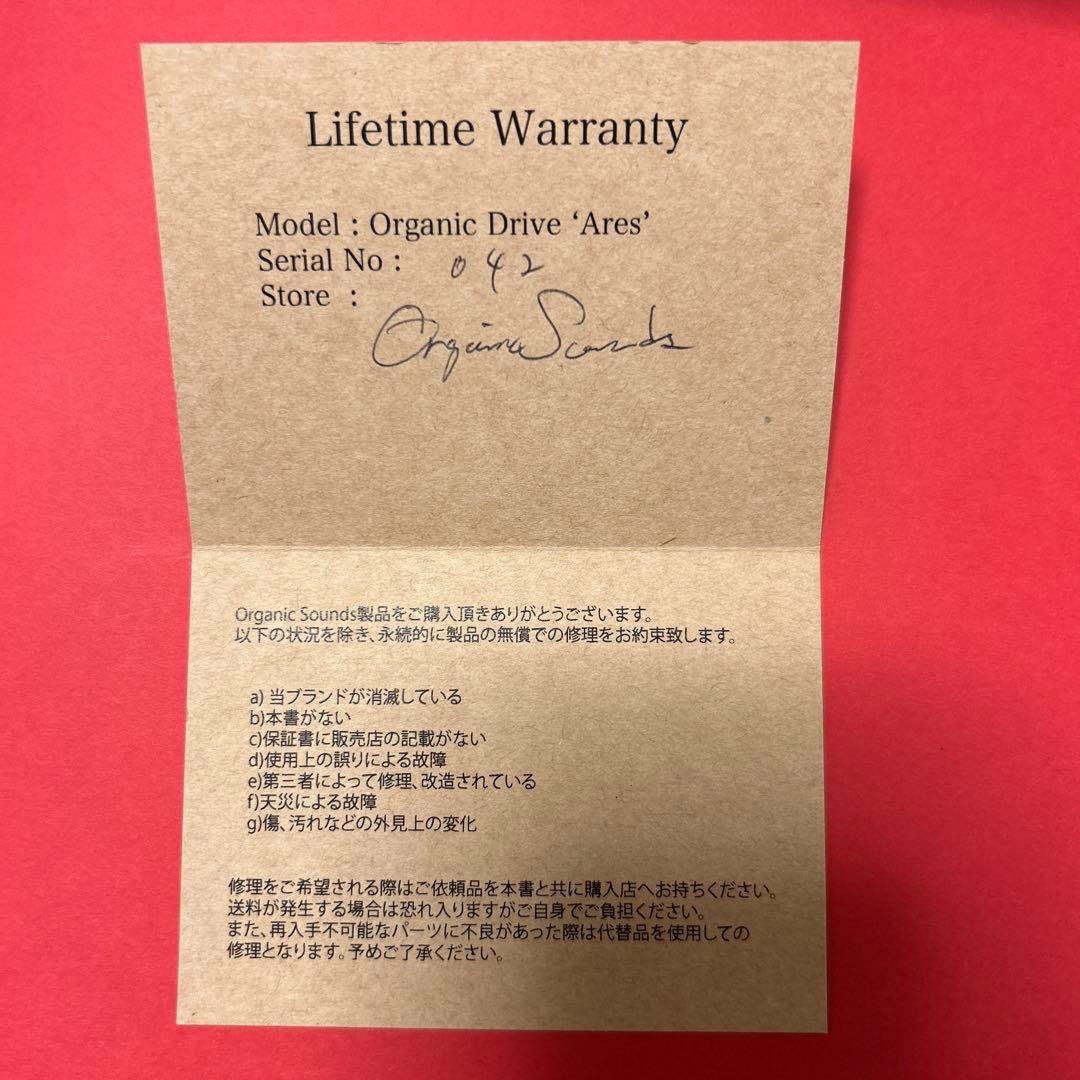 Lifetime Warranty
Model : Organic Drive ‘Ares’
Serial No : 042
Store :
Organic Sounds
Organic Sounds製品をご購入頂きありがとうございます。
以下の状況を除き、永続的に製品の無償での修理をお約束致します。
a) 当ブランドが消滅している
b)本書がない
c)保証書に販売店の記載がない
d)使用上の誤りによる故障
e)第三者によって修理、改造されている
f)天災による故障
g)傷、汚れなどの外見上の変化
修理をご希望される際はご依頼品を本書と共に購入店へお持ちください。
送料が発生する場合は恐れ入りますがご自身でご負担ください。
また、再入手不可能なパーツに不良があった際は代替品を使用しての
修理となります。予めご了承ください。